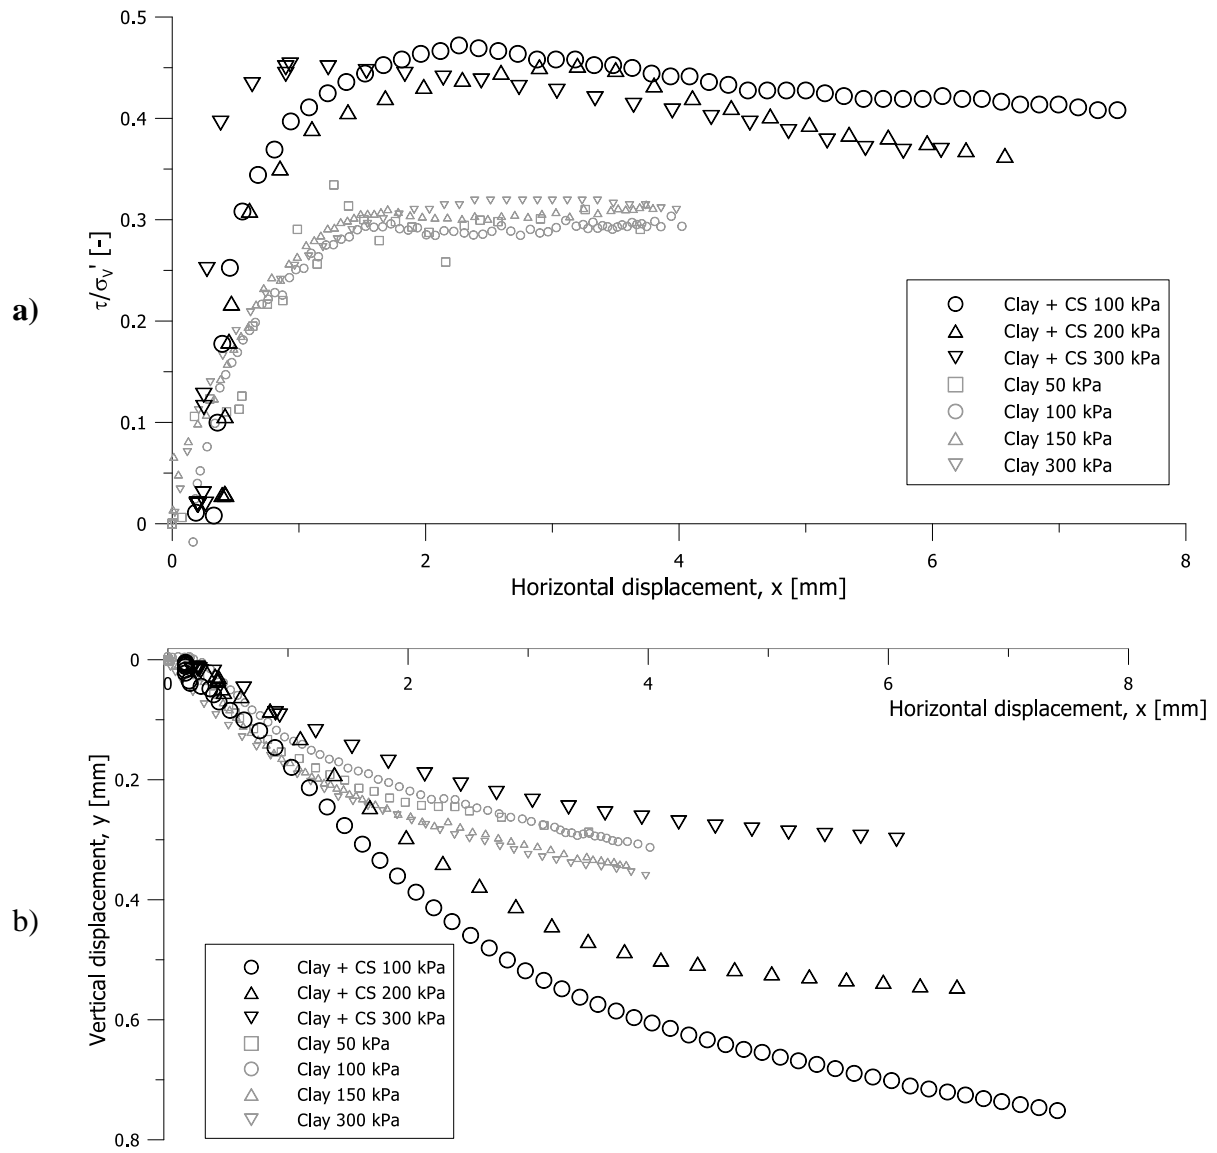 a)
τ/σV' [-]
0.5
0.4
0.3
0.2
0.1
0
0 2 4 6 8
Horizontal displacement, x [mm]
Clay + CS 100 kPa
Clay + CS 200 kPa
Clay + CS 300 kPa
Clay 50 kPa
Clay 100 kPa
Clay 150 kPa
Clay 300 kPa
b)
Vertical displacement, y [mm]
0
0.2
0.4
0.6
0.8
0 2 4 6 8
Horizontal displacement, x [mm]
Clay + CS 100 kPa
Clay + CS 200 kPa
Clay + CS 300 kPa
Clay 50 kPa
Clay 100 kPa
Clay 150 kPa
Clay 300 kPa